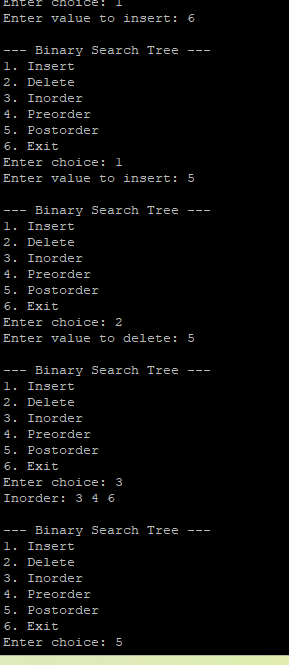 Enter choice: 1
Enter value to insert: 6
--- Binary Search Tree ---
1. Insert
2. Delete
3. Inorder
4. Preorder
5. Postorder
6. Exit
Enter choice: 1
Enter value to insert: 5
--- Binary Search Tree ---
1. Insert
2. Delete
3. Inorder
4. Preorder
5. Postorder
6. Exit
Enter choice: 2
Enter value to delete: 5
--- Binary Search Tree ---
1. Insert
2. Delete
3. Inorder
4. Preorder
5. Postorder
6. Exit
Enter choice: 3
Inorder: 3 4 6
--- Binary Search Tree ---
1. Insert
2. Delete
3. Inorder
4. Preorder
5. Postorder
6. Exit
Enter choice: 5